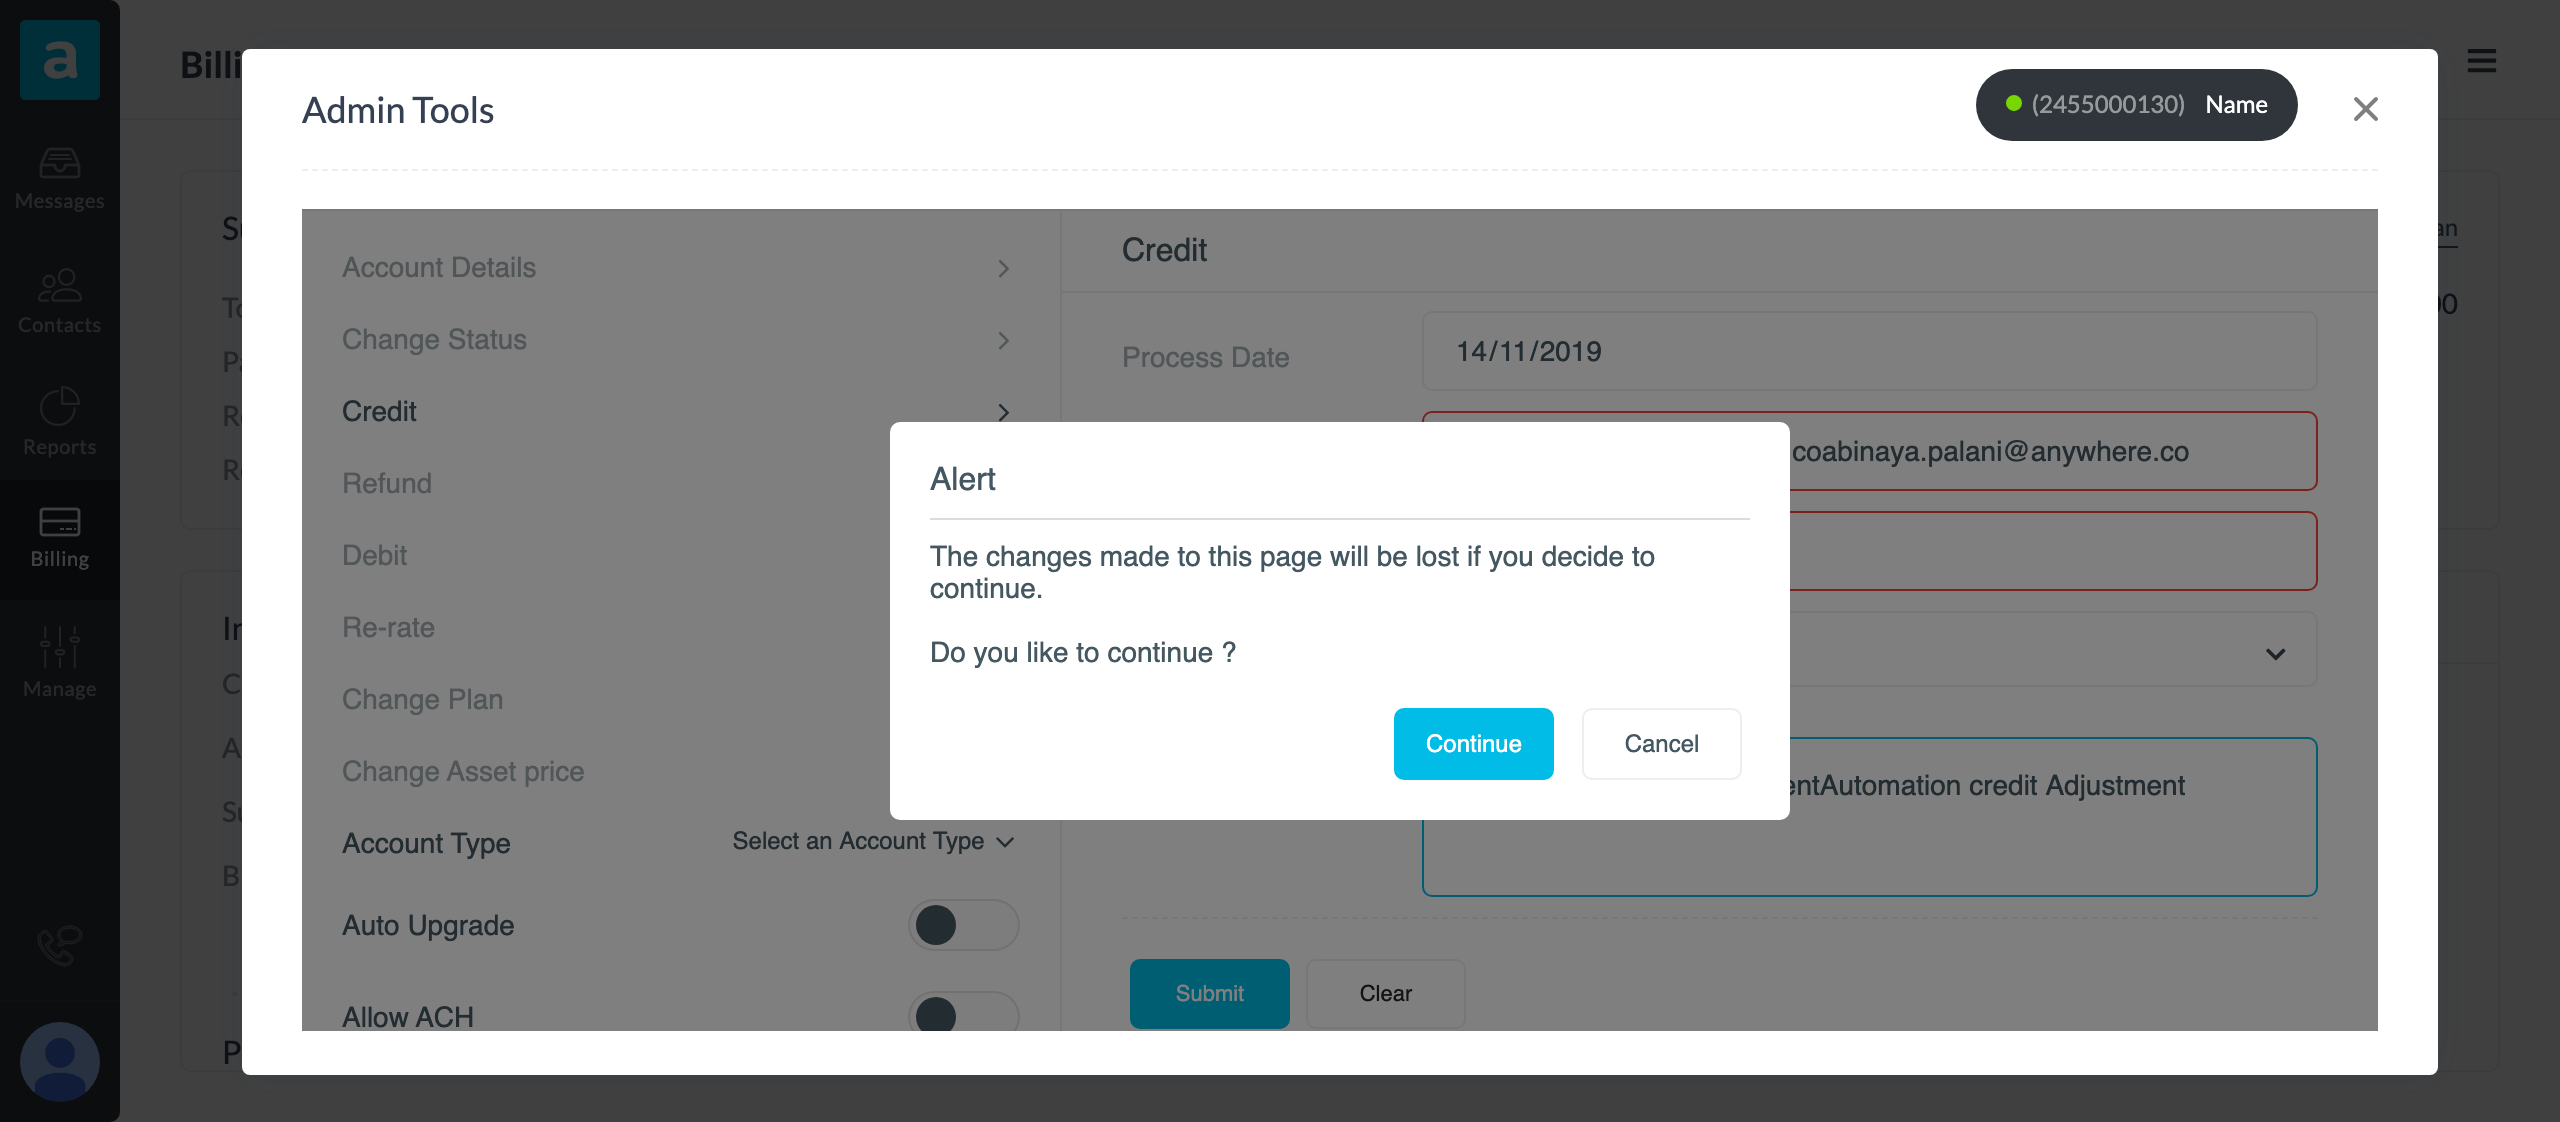 a
Messages
Contacts
Reports
Billing
Manage
Billi
Admin Tools
(2455000130) Name
Account Details
Change Status
Credit
Refund
Debit
Re-rate
Change Plan
Change Asset price
Account Type
Select an Account Type
Auto Upgrade
Allow ACH
Credit
Process Date
14/11/2019
coabinaya.palani@anywhere.co
entAutomation credit Adjustment
Submit
Clear
Alert
The changes made to this page will be lost if you decide to
continue.
Do you like to continue ?
Continue
Cancel